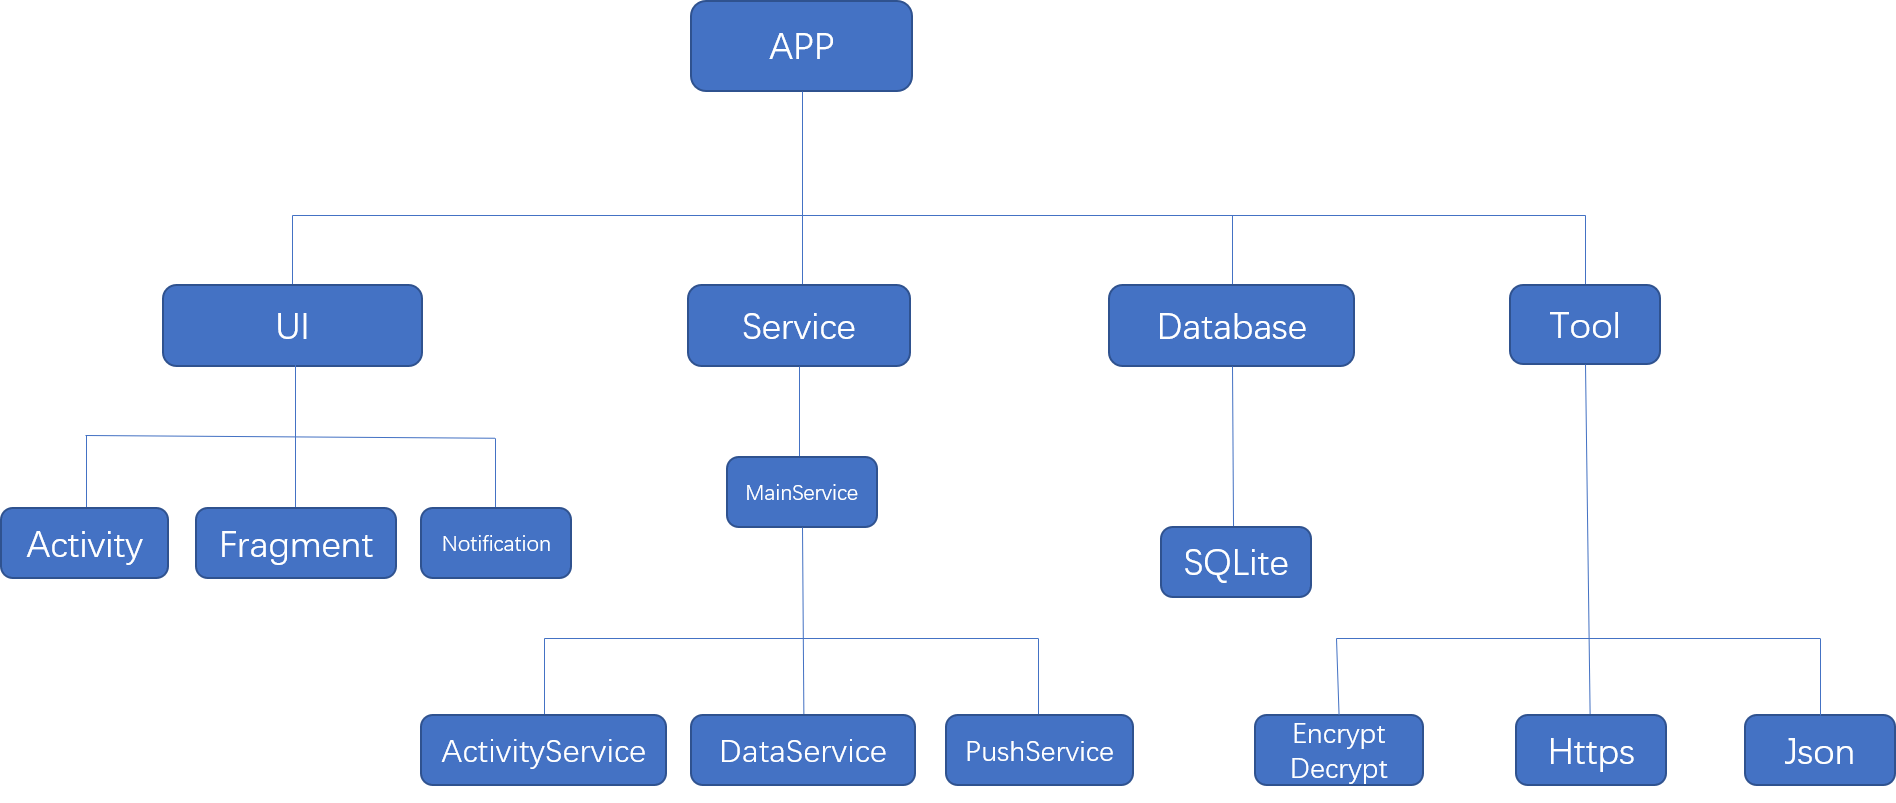 APP
UI
Service
Database
Tool
MainService
Activity
Fragment
Notification
SQLite
ActivityService
DataService
PushService
Encrypt
Decrypt
Https
Json